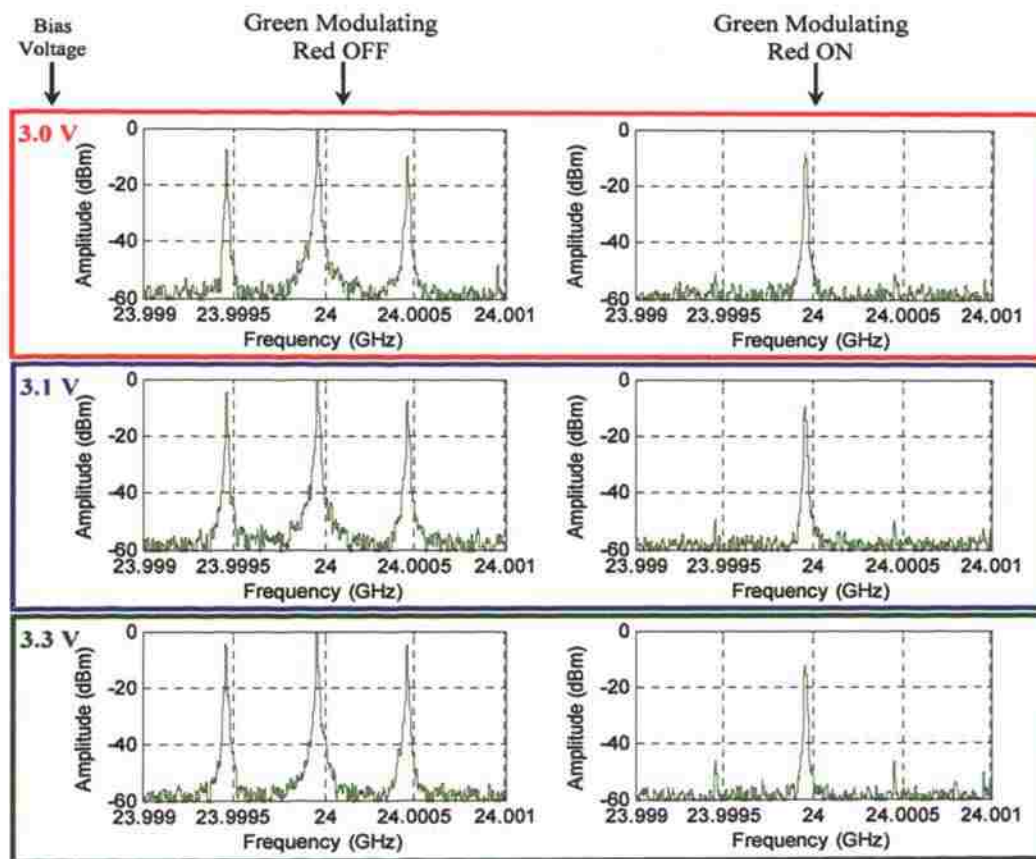 Bias
Voltage
Green Modulating
Red OFF
Green Modulating
Red ON
3.0 V
Amplitude (dBm)
0
-20
-40
-60
23.999 23.9995 24 24.0005 24.001
Frequency (GHz)
Amplitude (dBm)
0
-20
-40
-60
23.999 23.9995 24 24.0005 24.001
Frequency (GHz)
3.1 V
Amplitude (dBm)
0
-20
-40
-60
23.999 23.9995 24 24.0005 24.001
Frequency (GHz)
Amplitude (dBm)
0
-20
-40
-60
23.999 23.9995 24 24.0005 24.001
Frequency (GHz)
3.3 V
Amplitude (dBm)
0
-20
-40
-60
23.999 23.9995 24 24.0005 24.001
Frequency (GHz)
Amplitude (dBm)
0
-20
-40
-60
23.999 23.9995 24 24.0005 24.001
Frequency (GHz)